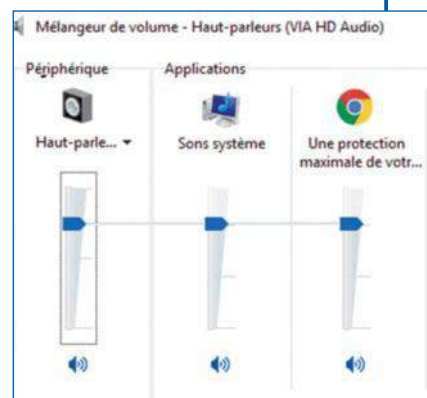 Mélangeur de volume - Haut-parleurs (VIA HD Audio)
Périphérique Applications
Haut-parle... Sons système Une protection
maximale de votr...